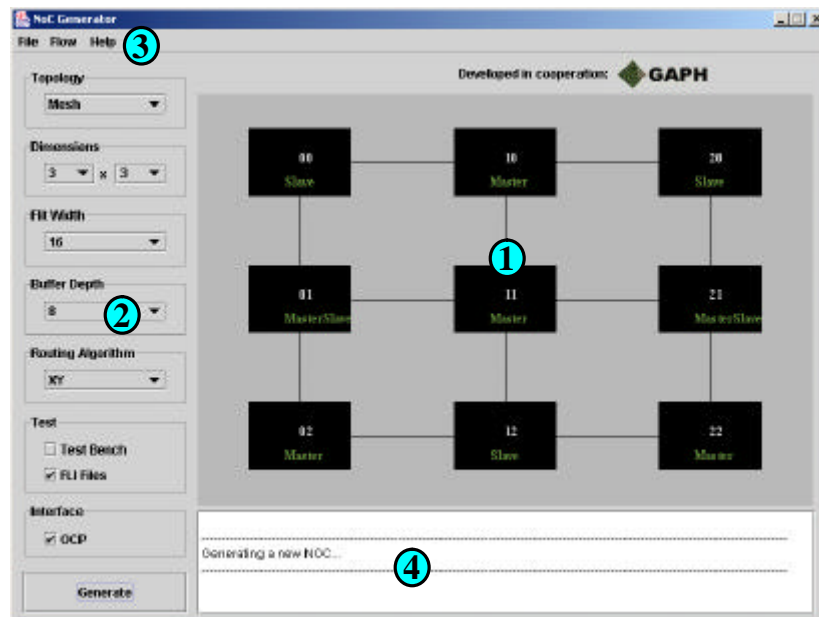 NoC Generator
File Flow Help
3
Developed in cooperation: GAPH
Topology
Mesh
Dimensions
3 x 3
Flit Width
16
Buffer Depth
8
2
Routing Algorithm
XY
Test
Test Bench
FLI Files
Interface
OCP
Generate
00
Slave
10
Master
20
Slave
1
01
MasterSlave
11
Master
21
MasterSlave
02
Master
12
Slave
22
Master
Generating a new NOC...
4